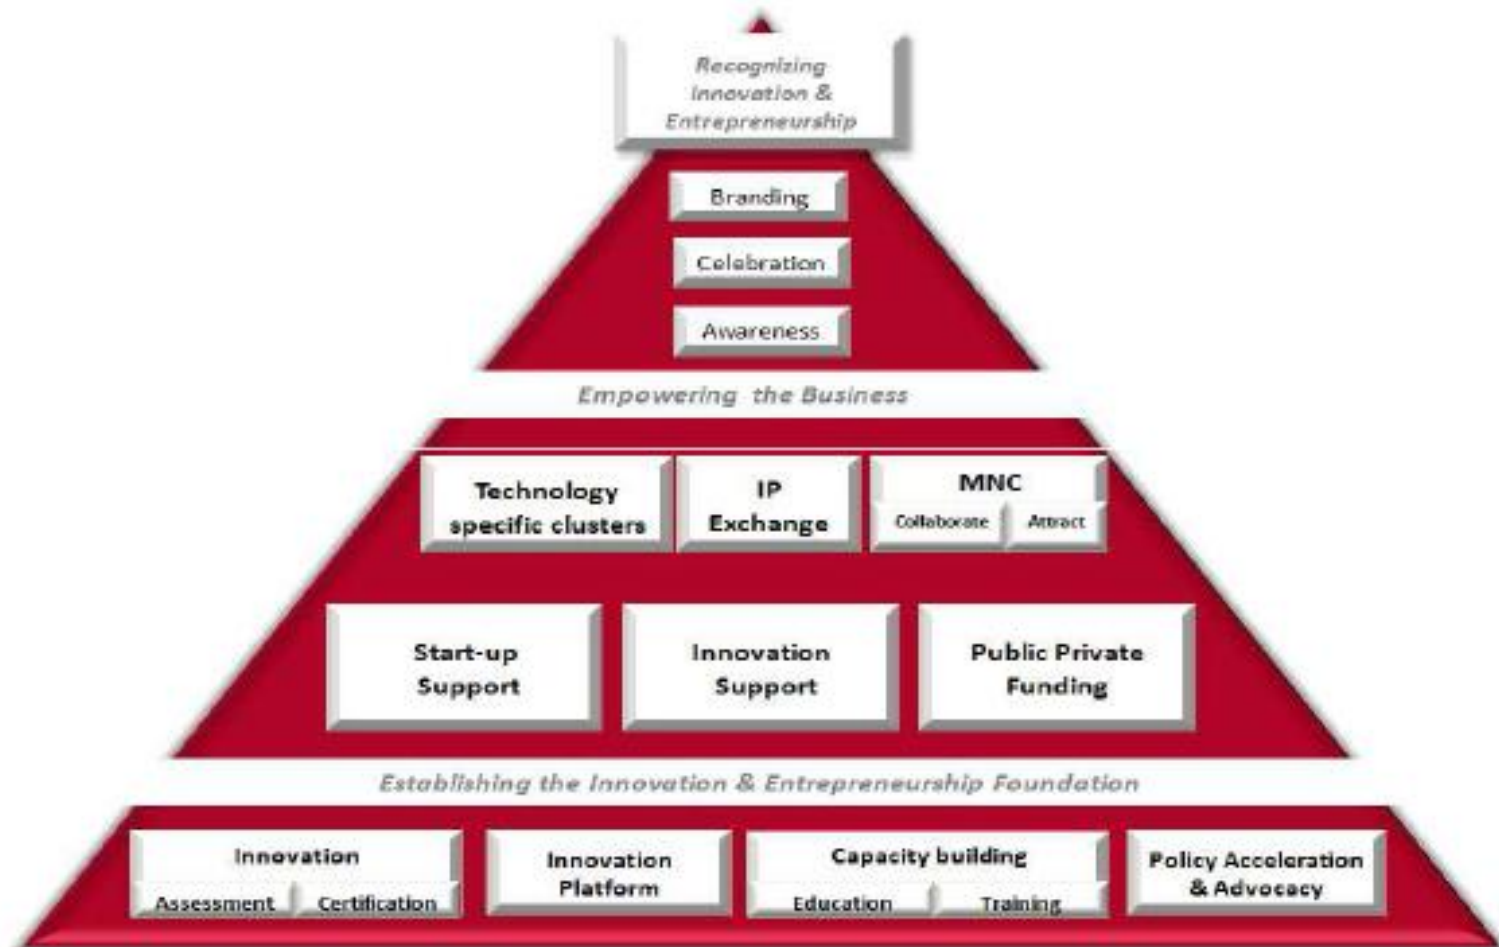 Recognizing
Innovation &
Entrepreneurship
Branding
Celebration
Awareness
Empowering the Business
Technology
specific clusters
IP
Exchange
MNC
Collaborate
Attract
Start-up
Support
Innovation
Support
Public Private
Funding
Establishing the Innovation & Entrepreneurship Foundation
Innovation
Assessment
Certification
Innovation
Platform
Capacity building
Education
Training
Policy Acceleration
& Advocacy